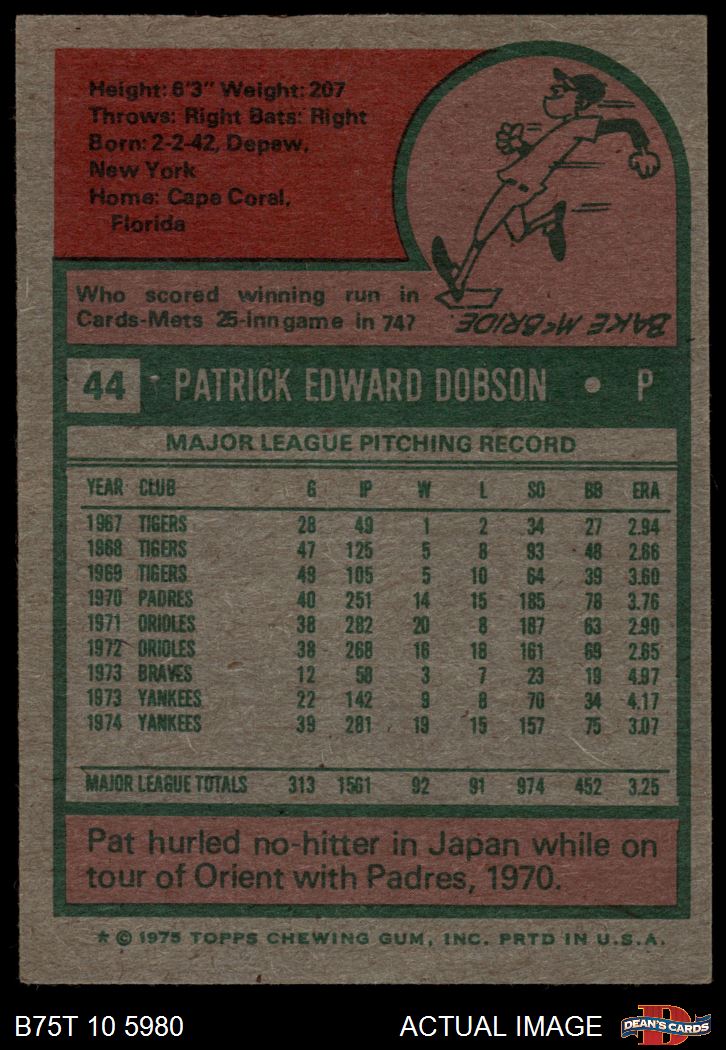 Height: 6'3" Weight: 207
Throws: Right Bats: Right
Born: 2-2-42, Depew,
New York
Home: Cape Coral,
Florida
Who scored winning run in
Cards-Mets 25-inn game in 74?
BAKE McBRIDE
44 PATRICK EDWARD DOBSON • P
MAJOR LEAGUE PITCHING RECORD
YEAR CLUB G IP W L SO BB ERA
1967 TIGERS 28 49 1 2 34 27 2.94
1968 TIGERS 47 125 5 8 93 48 2.66
1969 TIGERS 49 105 5 10 64 39 3.60
1970 PADRES 40 251 14 15 185 78 3.76
1971 ORIOLES 38 282 20 8 187 63 2.90
1972 ORIOLES 38 268 16 18 161 69 2.65
1973 BRAVES 12 58 3 7 23 19 4.97
1973 YANKEES 22 142 9 8 70 34 4.17
1974 YANKEES 39 281 19 15 157 75 3.07
MAJOR LEAGUE TOTALS 313 1561 92 91 974 452 3.25
Pat hurled no-hitter in Japan while on
tour of Orient with Padres, 1970.
* © 1975 TOPPS CHEWING GUM, INC. PRTD IN U.S.A.
B75T 10 5980 ACTUAL IMAGE DEAN'S CARDS